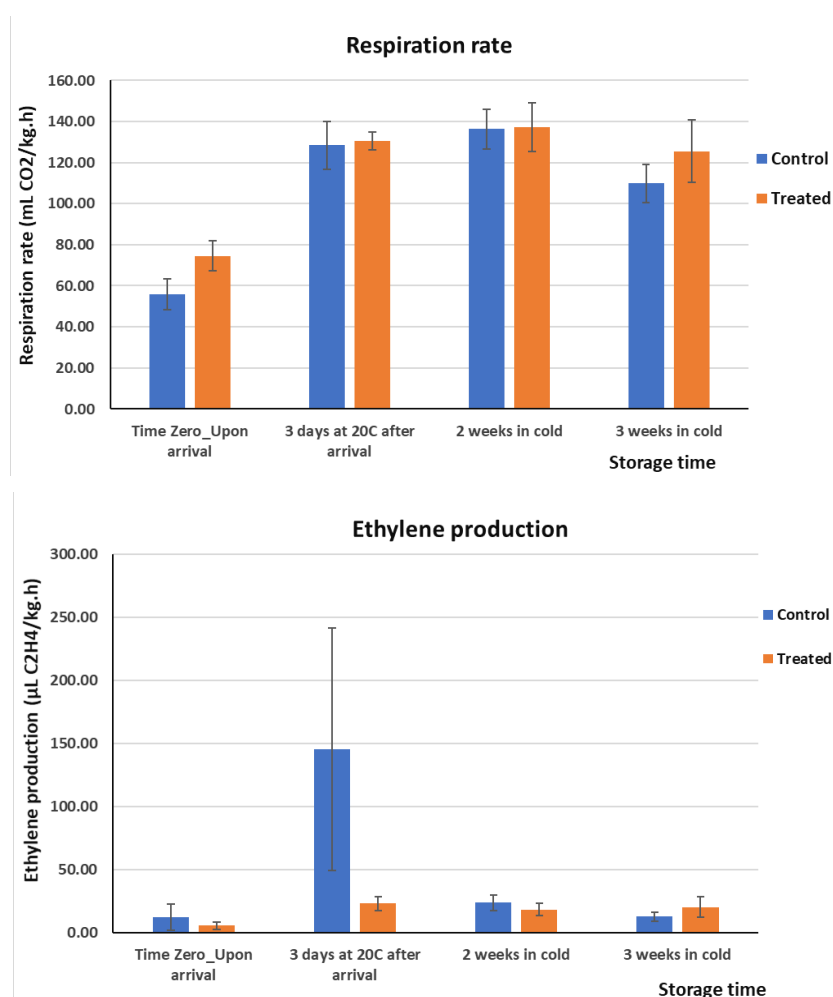 Respiration rate
Respiration rate (mL CO2/kg.h)
160.00
140.00
120.00
100.00
80.00
60.00
40.00
20.00
0.00
Control
Treated
Time Zero_Upon
arrival
3 days at 20C after
arrival
2 weeks in cold
3 weeks in cold
Storage time
Ethylene production
Ethylene production (µL C2H4/kg.h)
300.00
250.00
200.00
150.00
100.00
50.00
0.00
Control
Treated
Time Zero_Upon
arrival
3 days at 20C after
arrival
2 weeks in cold
3 weeks in cold
Storage time